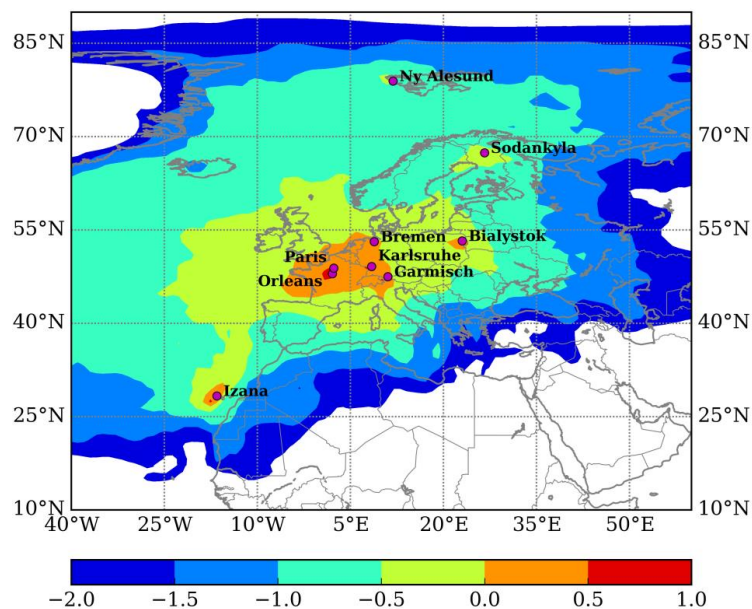 85°N 85°N
Ny Alesund
70°N 70°N
Sodankyla
55°N 55°N
Bremen Bialystok
Paris Karlsruhe
Orleans Garmisch
40°N 40°N
Izana
25°N 25°N
10°N 10°N
40°W 25°W 10°W 5°E 20°E 35°E 50°E
−2.0 −1.5 −1.0 −0.5 0.0 0.5 1.0